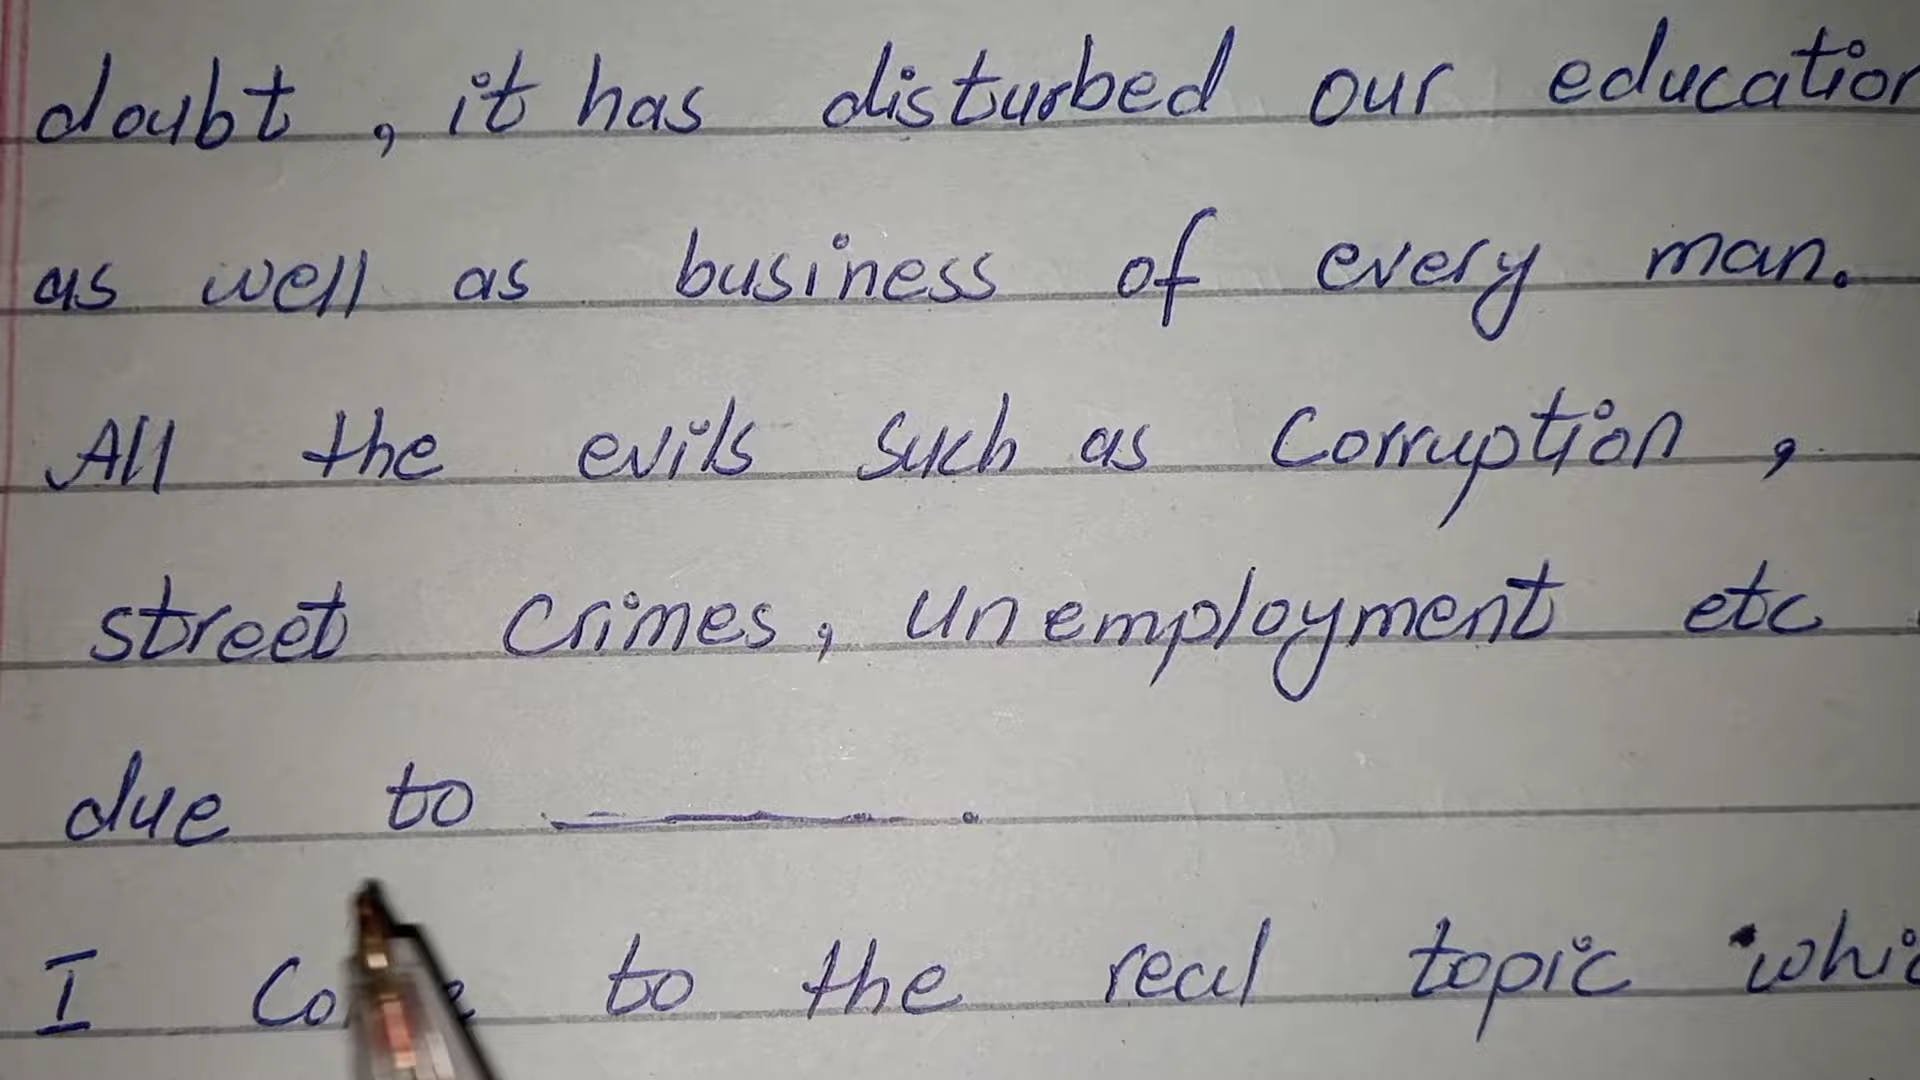 doubt , it has disturbed our education
as well as business of every man.
All the evils such as Corruption ,
street Crimes, unemployment etc
due to ______ .
I to the real topic